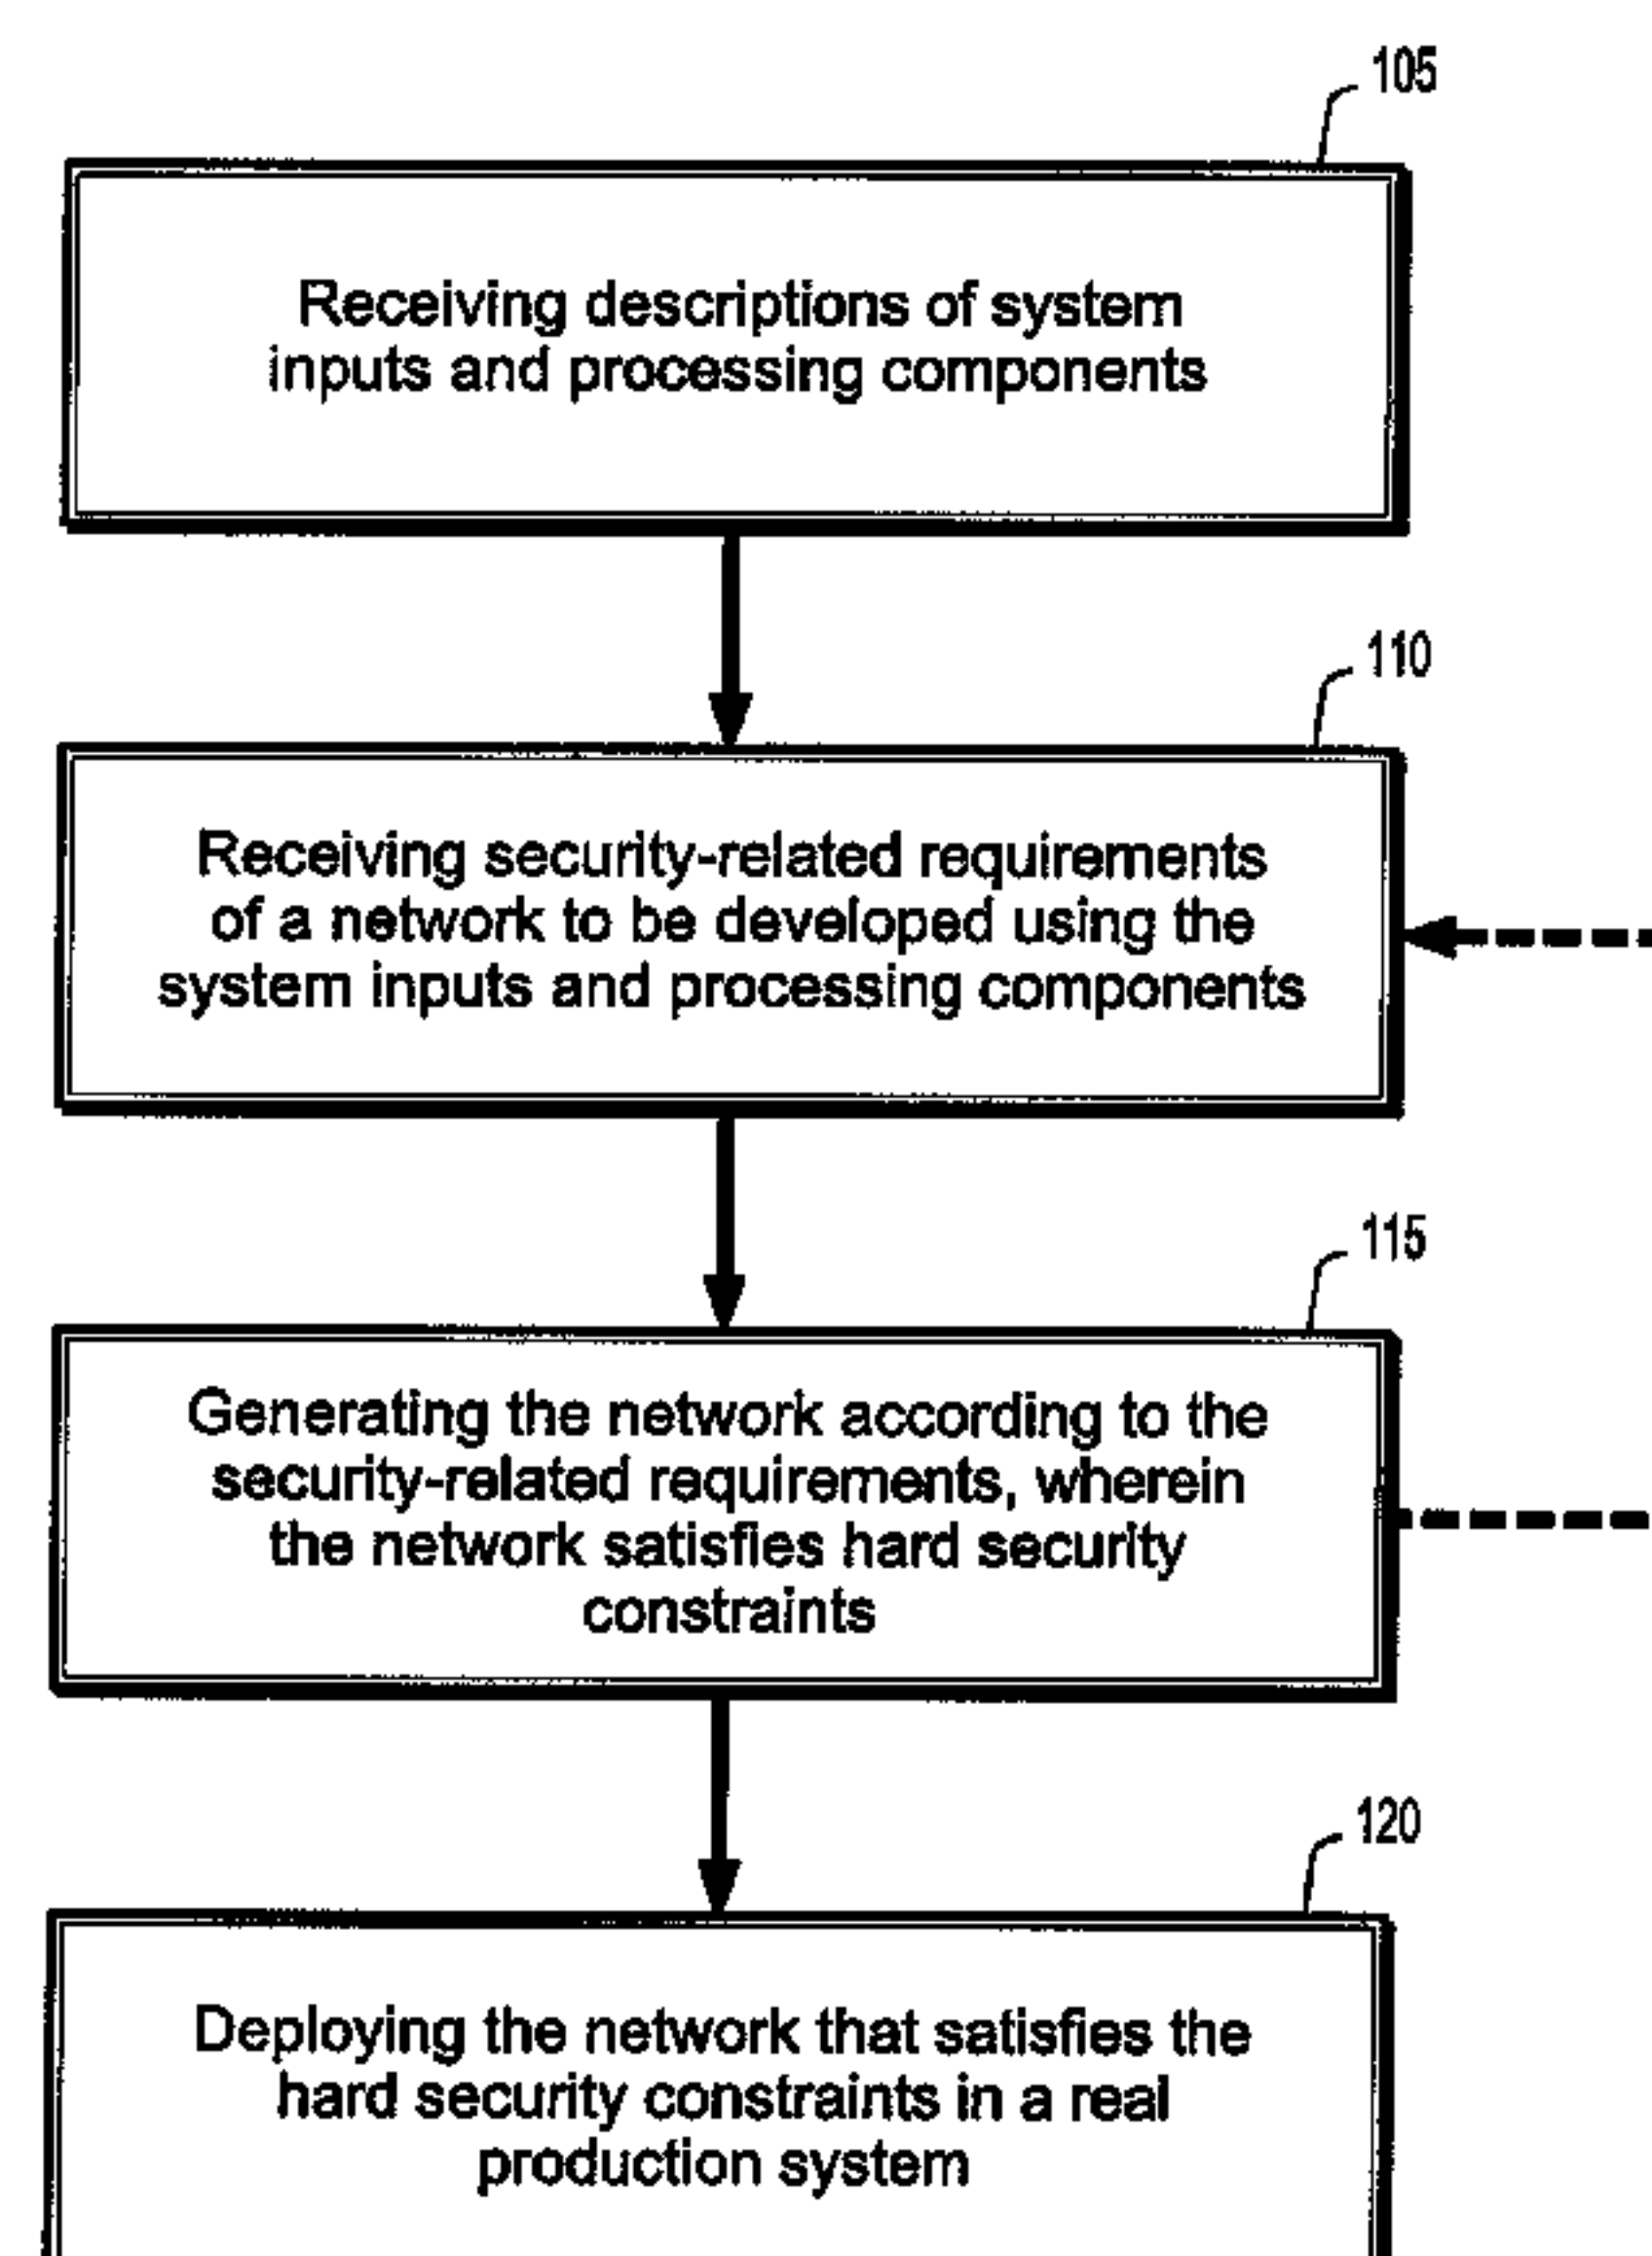 105
Receiving descriptions of system
inputs and processing components
110
Receiving security-related requirements
of a network to be developed using the
system inputs and processing components
115
Generating the network according to the
security-related requirements, wherein
the network satisfies hard security
constraints
120
Deploying the network that satisfies the
hard security constraints in a real
production system